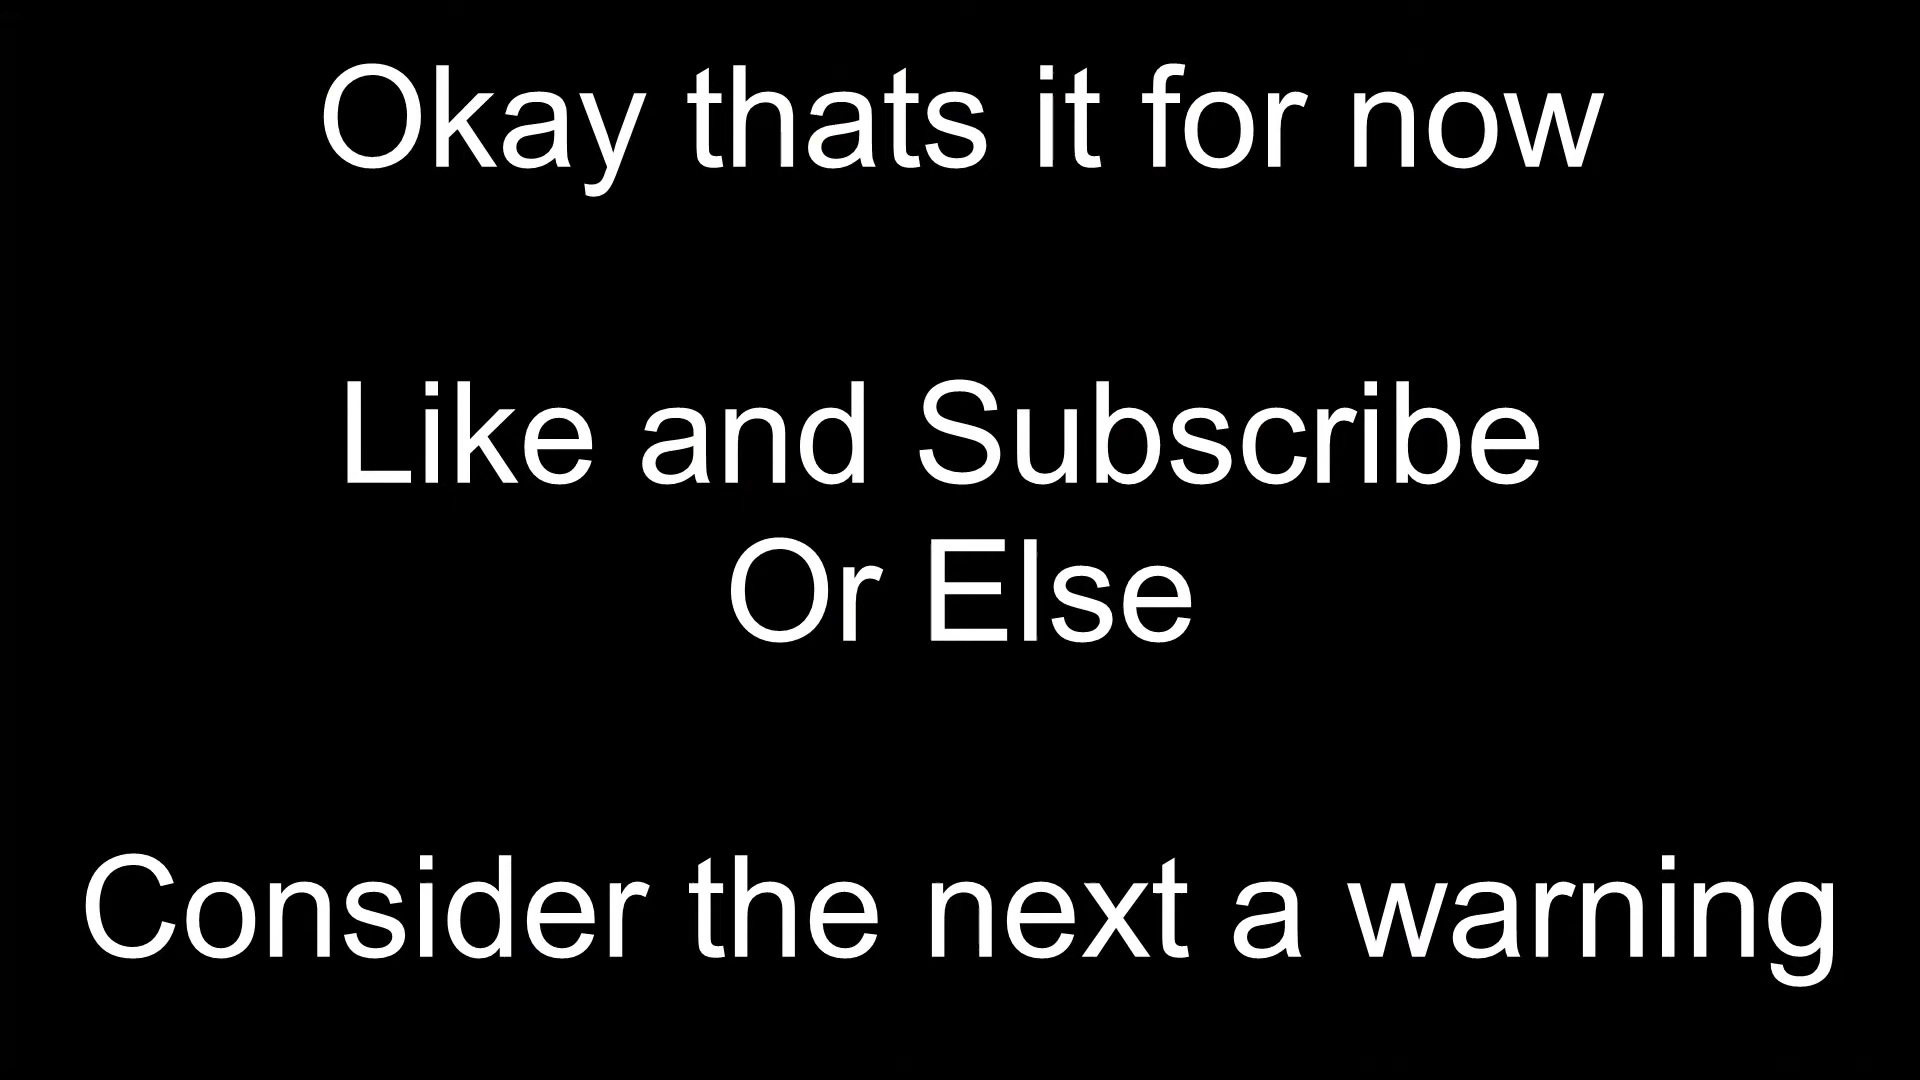 Okay thats it for now
Like and Subscribe
Or Else
Consider the next a warning